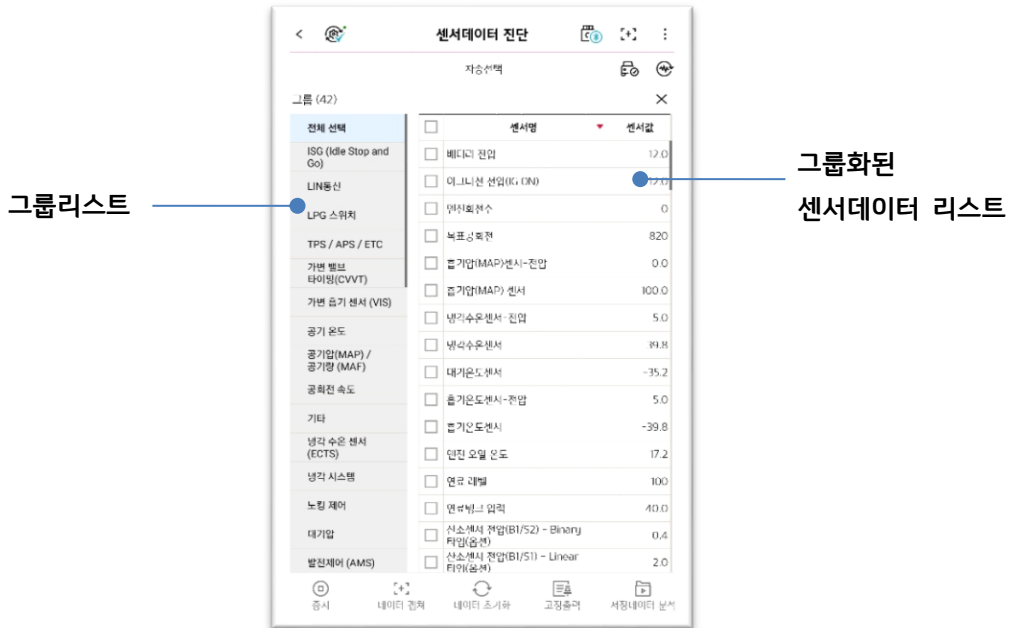 센서데이터 진단
차종선택
그룹 (42)
전체 선택
센서명
센서값
ISG (Idle Stop and
Go)
배터리 전압
12.0
LIN통신
이그니션 전압(IG ON)
12.0
LPG 스위치
엔진회전수
0
TPS / APS / ETC
목표공회전
820
가변 밸브
타이밍(CVVT)
흡기압(MAP)센서-전압
0.0
가변 흡기 센서 (VIS)
흡기압(MAP) 센서
100.0
공기 온도
냉각수온센서-전압
5.0
공기압(MAP) /
공기량 (MAF)
냉각수온센서
39.8
공회전 속도
대기온도센서
-35.2
흡기온도센서-전압
5.0
기타
흡기온도센서
-39.8
냉각 수온 센서
(ECTS)
엔진 오일 온도
17.2
냉각 시스템
연료 레벨
100
노킹 제어
연료탱크 압력
40.0
대기압
산소센서 전압(B1/S2) - Binary
타입(옵션)
0.4
발전제어 (AMS)
산소센서 전압(B1/S1) - Linear
타입(옵션)
2.0
정지
데이터 캡쳐
데이터 초기화
고정출력
저장데이터 분석
그룹리스트
그룹화된
센서데이터 리스트